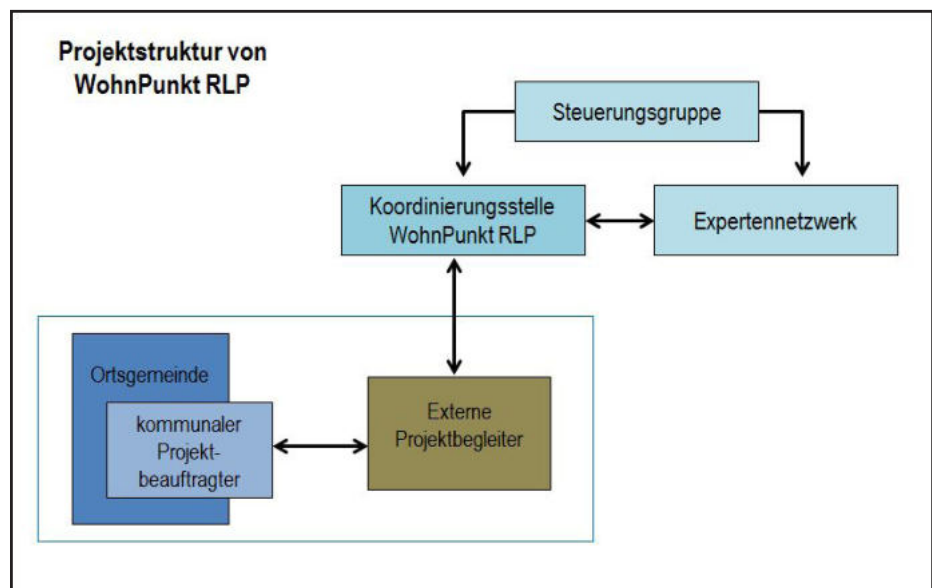 Projektstruktur von
WohnPunkt RLP
Steuerungsgruppe
Koordinierungsstelle
WohnPunkt RLP
Expertennetzwerk
Ortsgemeinde
kommunaler
Projekt-
beauftragter
Externe
Projektbegleiter